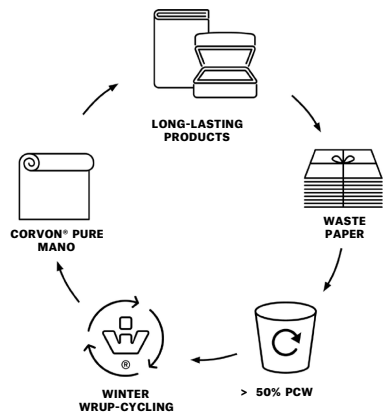 LONG-LASTING
PRODUCTS
WASTE
PAPER
> 50% PCW
®
WINTER
WRUP-CYCLING
CORVON® PURE
MANO